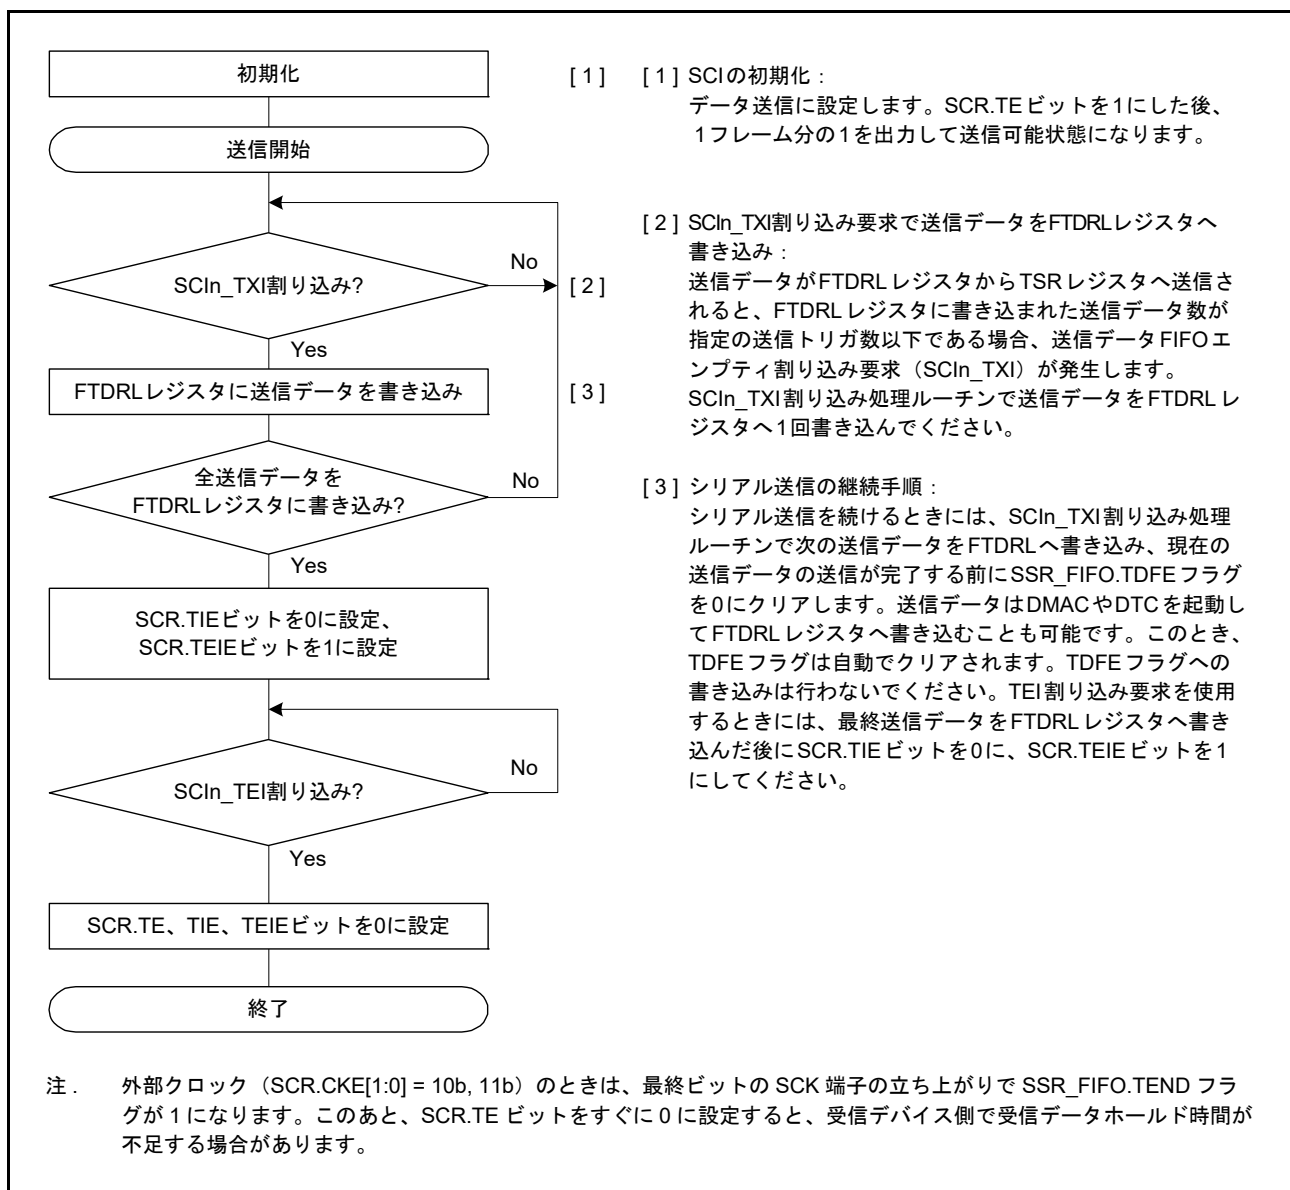 初期化
[ 1 ]
送信開始
SCIn_TXI割り込み?
No
[ 2 ]
Yes
FTDRLレジスタに送信データを書き込み
[ 3 ]
全送信データを
FTDRLレジスタに書き込み?
No
Yes
SCR.TIEビットを0に設定、
SCR.TEIEビットを1に設定
SCIn_TEI割り込み?
No
Yes
SCR.TE、TIE、TEIEビットを0に設定
終了
[ 1 ] SCIの初期化：
データ送信に設定します。SCR.TEビットを1にした後、
1フレーム分の1を出力して送信可能状態になります。
[ 2 ] SCIn_TXI割り込み要求で送信データをFTDRLレジスタへ
書き込み：
送信データがFTDRLレジスタからTSRレジスタへ送信さ
れると、FTDRLレジスタに書き込まれた送信データ数が
指定の送信トリガ数以下である場合、送信データFIFOエ
ンプティ割り込み要求（SCIn_TXI）が発生します。
SCIn_TXI割り込み処理ルーチンで送信データをFTDRLレ
ジスタへ1回書き込んでください。
[ 3 ] シリアル送信の継続手順：
シリアル送信を続けるときには、SCIn_TXI割り込み処理
ルーチンで次の送信データをFTDRLへ書き込み、現在の
送信データの送信が完了する前にSSR_FIFO.TDFEフラグ
を0にクリアします。送信データはDMACやDTCを起動し
てFTDRLレジスタへ書き込むことも可能です。このとき、
TDFEフラグは自動でクリアされます。TDFEフラグへの
書き込みは行わないでください。TEI割り込み要求を使用
するときには、最終送信データをFTDRLレジスタへ書き
込んだ後にSCR.TIEビットを0に、SCR.TEIEビットを1
にしてください。
注 . 外部クロック（SCR.CKE[1:0] = 10b, 11b）のときは、最終ビットの SCK 端子の立ち上がりで SSR_FIFO.TEND フラ
グが 1 になります。このあと、SCR.TE ビットをすぐに 0 に設定すると、受信デバイス側で受信データホールド時間が
不足する場合があります。